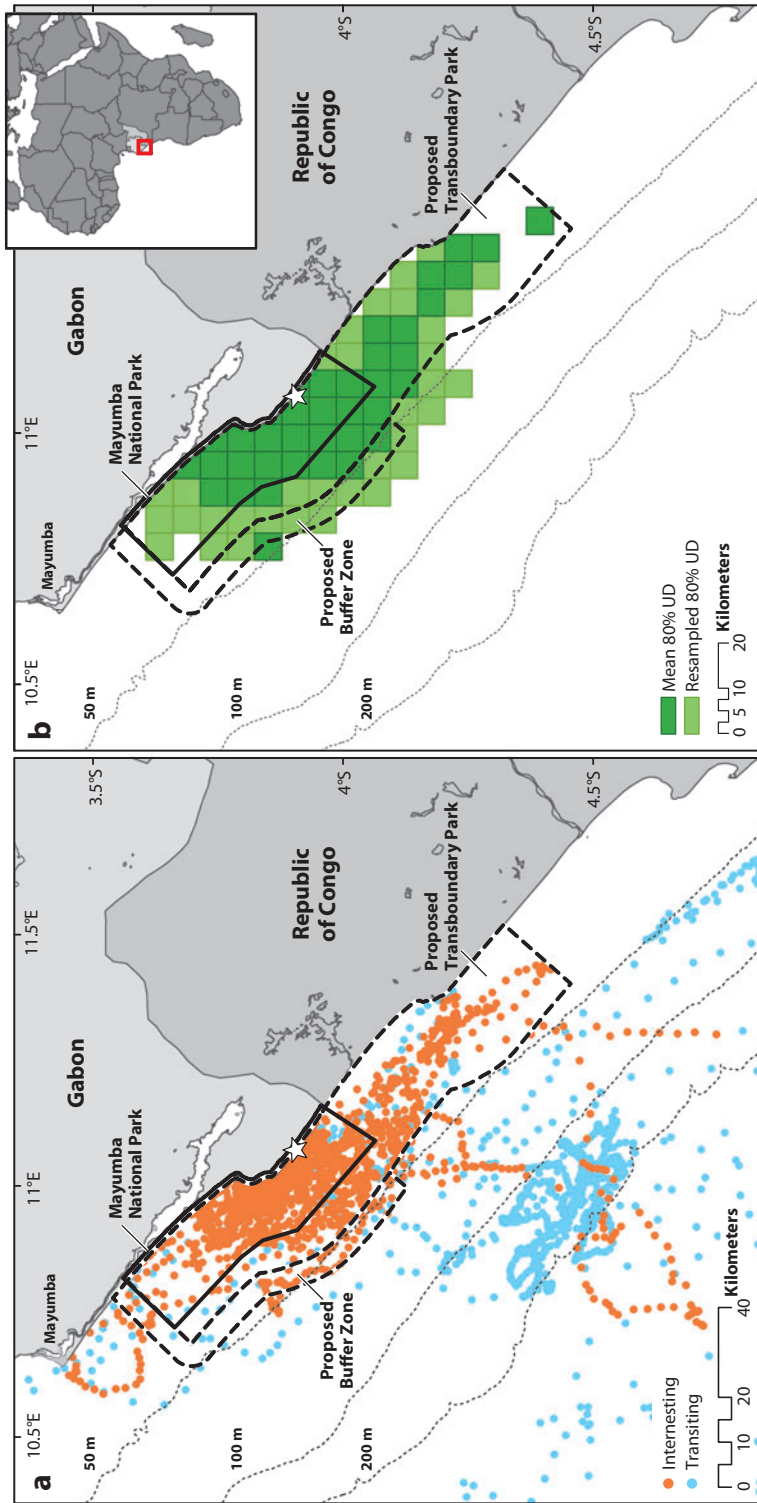 a
10.5°E
11°E
11.5°E
3.5°S
4°S
4.5°S
Mayumba
Mayumba
National Park
Gabon
Republic
of Congo
Proposed
Transboundary Park
Proposed
Buffer Zone
50 m
100 m
200 m
Internesting
Transiting
0 10 20 40
Kilometers
b
10.5°E
11°E
4°S
4.5°S
Mayumba
Mayumba
National Park
Gabon
Republic
of Congo
Proposed
Transboundary Park
Proposed
Buffer Zone
50 m
100 m
200 m
Mean 80% UD
Resampled 80% UD
0 5 10 20
Kilometers